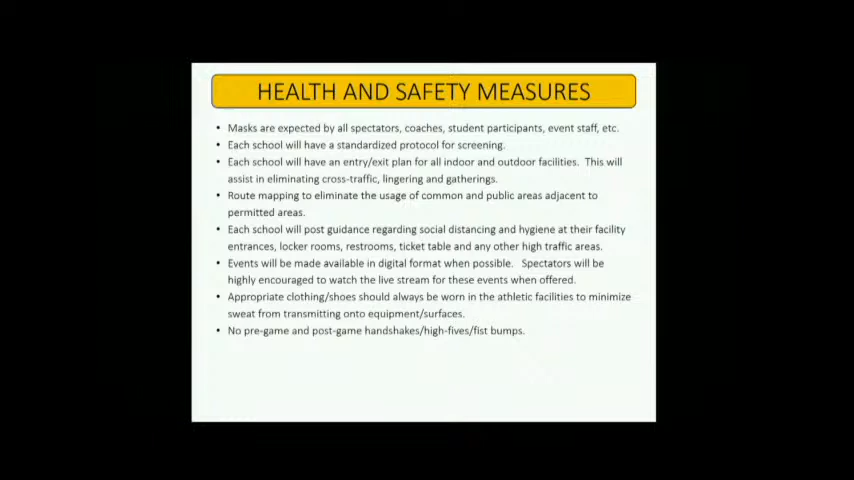 HEALTH AND SAFETY MEASURES
• Masks are expected by all spectators, coaches, student participants, event staff, etc.
• Each school will have a standardized protocol for screening.
• Each school will have an entry/exit plan for all indoor and outdoor facilities. This will
assist in eliminating cross-traffic, lingering and gatherings.
• Route mapping to eliminate the usage of common and public areas adjacent to
permitted areas.
• Each school will post guidance regarding social distancing and hygiene at their facility
entrances, locker rooms, restrooms, ticket table and any other high traffic areas.
• Events will be made available in digital format when possible. Spectators will be
highly encouraged to watch the live stream for these events when offered.
• Appropriate clothing/shoes should always be worn in the athletic facilities to minimize
sweat from transmitting onto equipment/surfaces.
• No pre-game and post-game handshakes/high-fives/fist bumps.